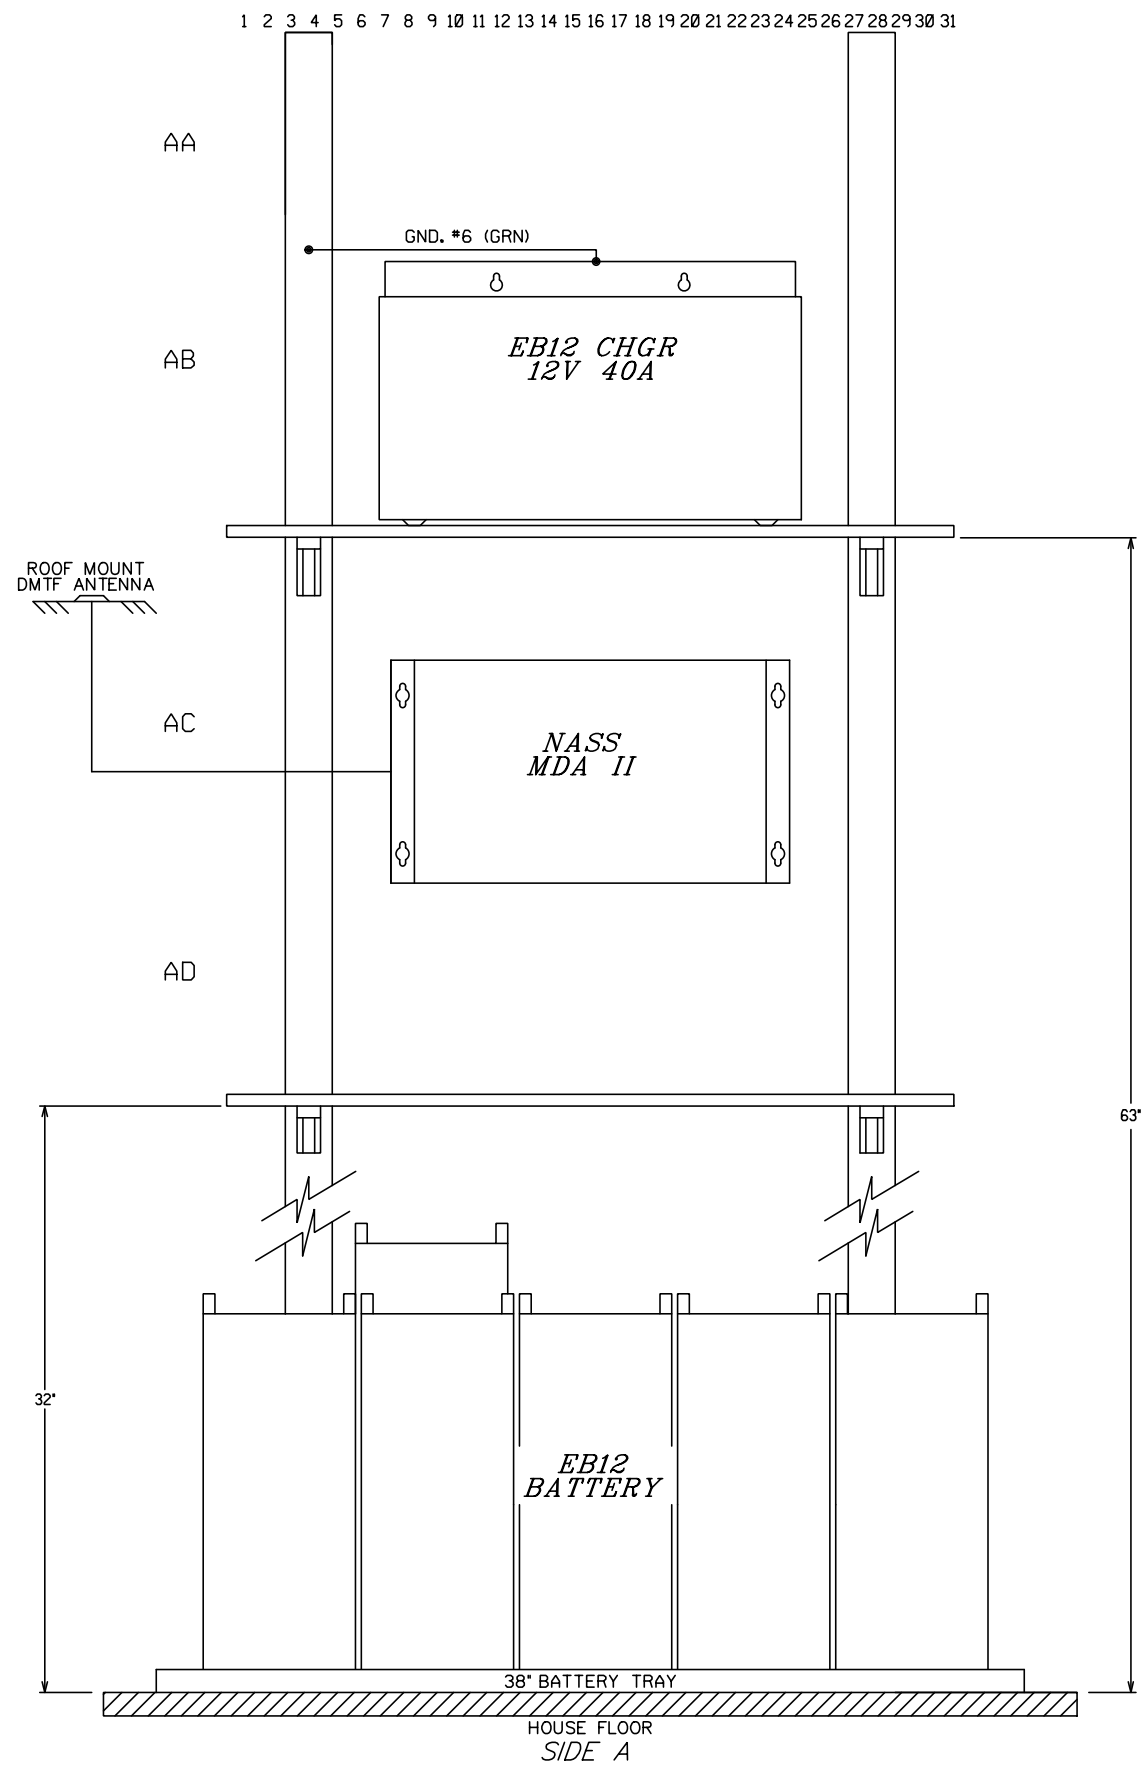 1 2 3 4 5 6 7 8 9 10 11 12 13 14 15 16 17 18 19 20 21 22 23 24 25 26 27 28 29 30 31
AA
GND. #6 (GRN)
EB12 CHGR
12V 40A
AB
ROOF MOUNT
DMTF ANTENNA
AC
NASS
MDA II
AD
63"
32"
EB12
BATTERY
38" BATTERY TRAY
HOUSE FLOOR
SIDE A